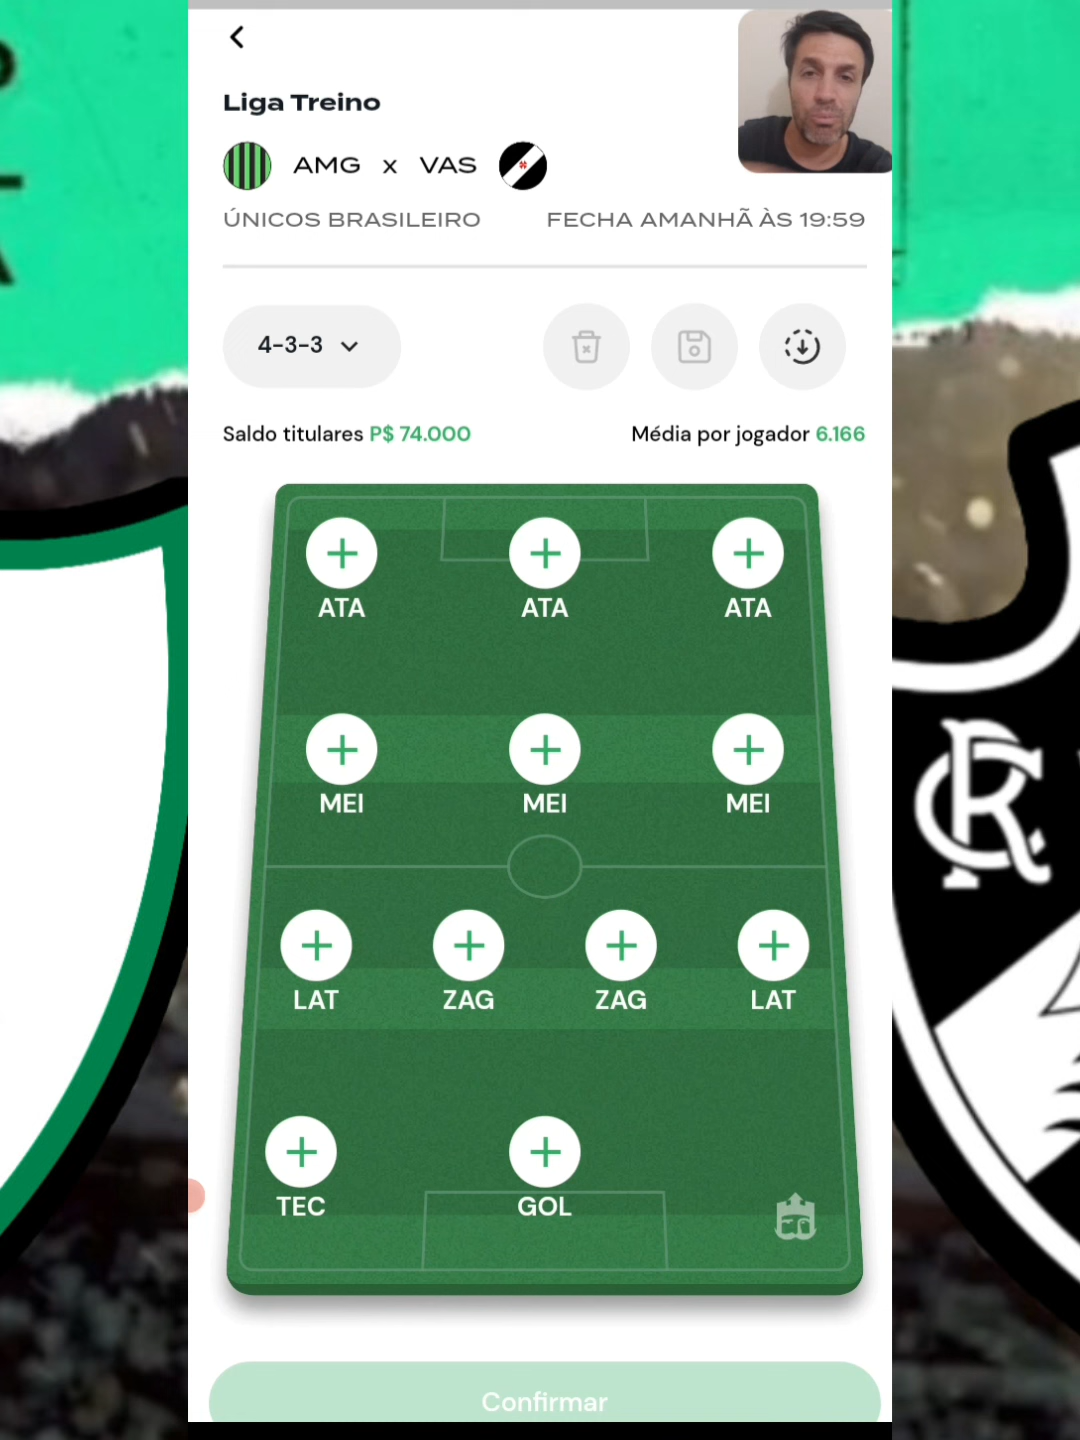 Liga Treino
AMG x VAS
ÚNICOS BRASILEIRO FECHA AMANHÃ ÀS 19:59
4-3-3
Saldo titulares P$ 74.000 Média por jogador 6.166
ATA ATA ATA
MEI MEI MEI
LAT ZAG ZAG LAT
TEC GOL
Confirmar